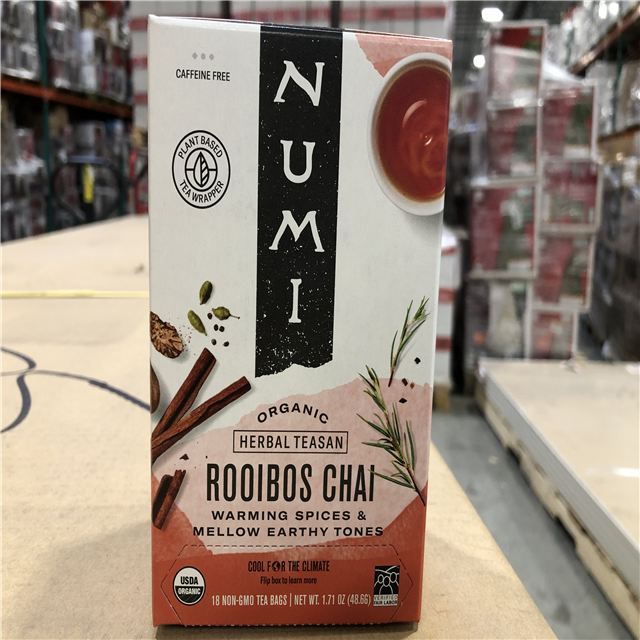 CAFFEINE FREE
NUMI
PLANT BASED
TEA WRAPPER
ORGANIC
HERBAL TEASAN
ROOIBOS CHAI
WARMING SPICES &
MELLOW EARTHY TONES
COOL FOR THE CLIMATE
Flip box to learn more
USDA
ORGANIC
FAIR LABOR
18 NON-GMO TEA BAGS | NET WT. 1.71 OZ (48.6G)